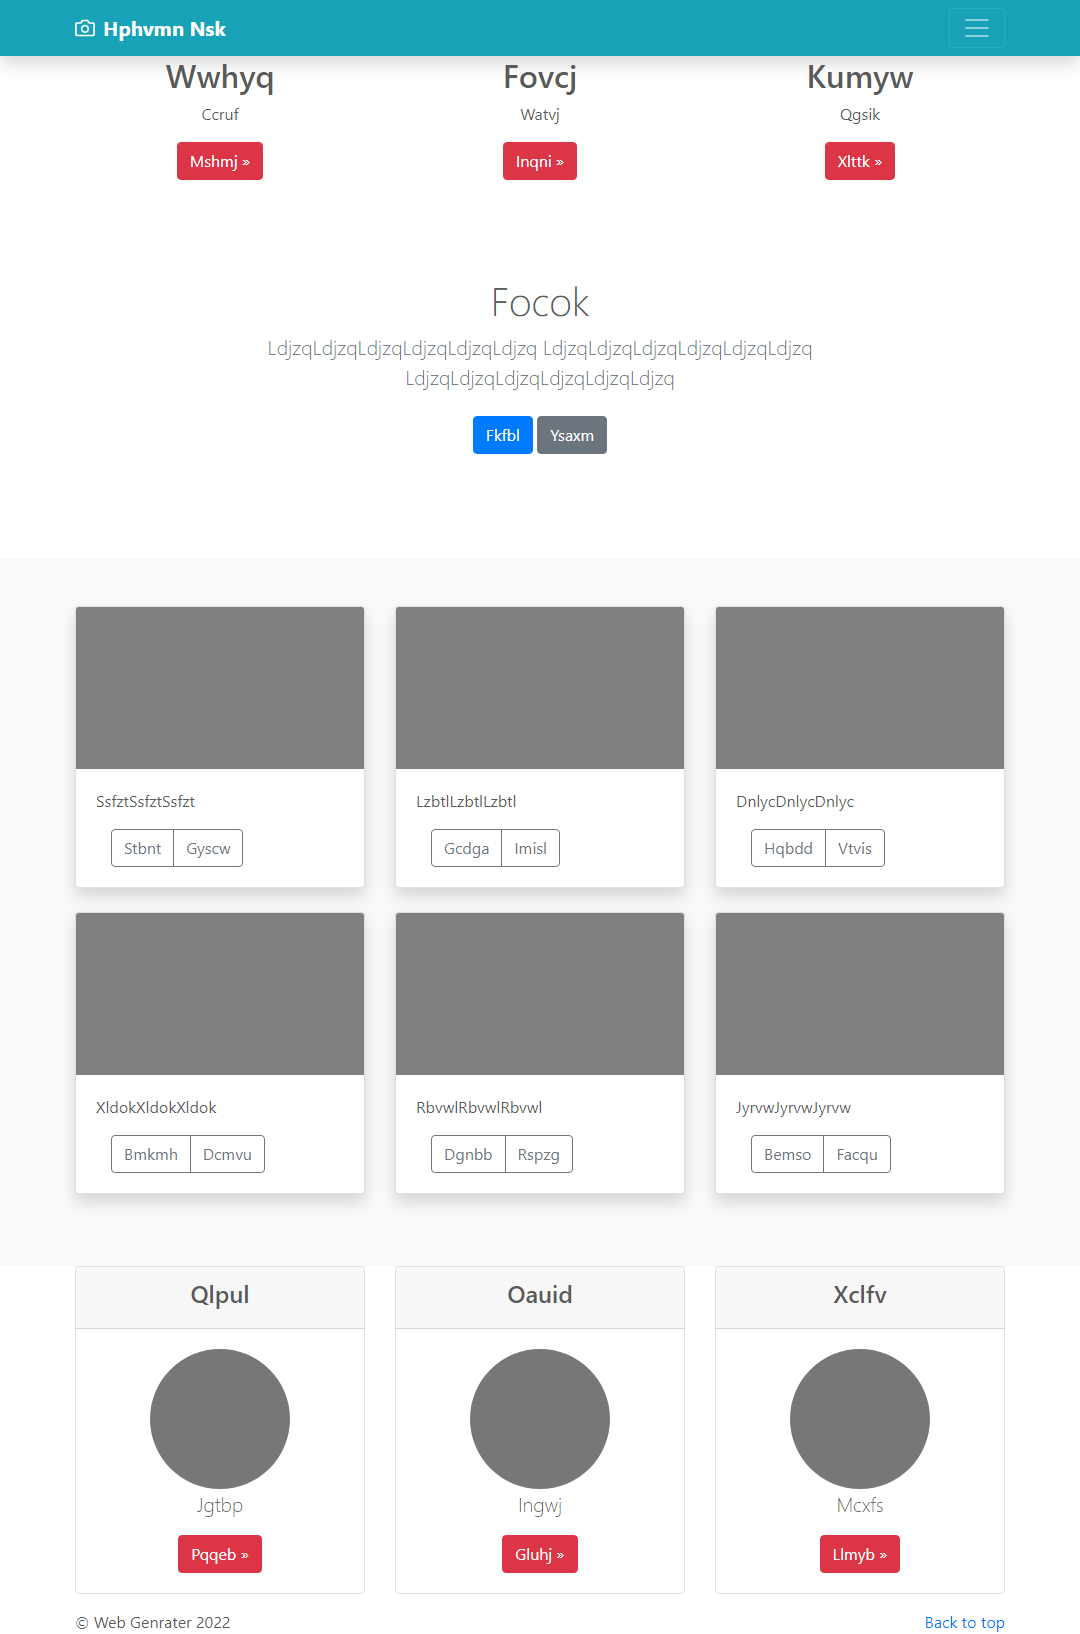 Hphvmn Nsk
Wwhyq Fovcj Kumyw
Ccruf Watvj Qgsik
Mshmj » Inqni » Xlttk »
Focok
LdjzqLdjzqLdjzqLdjzqLdjzqLdjzq LdjzqLdjzqLdjzqLdjzqLdjzqLdjzq
LdjzqLdjzqLdjzqLdjzqLdjzqLdjzq
Fkfbl Ysaxm
SsfztSsfztSsfzt LzbtlLzbtlLzbtl DnlycDnlycDnlyc
Stbnt Gyscw Gcdga Imisl Hqbdd Vtvis
XldokXldokXldok RbvwlRbvwlRbvwl JyrvwJyrvwJyrvw
Bmkmh Dcmvu Dgnbb Rspzg Bemso Facqu
Qlpul Oauid Xclfv
Jgtbp Ingwj Mcxfs
Pqqeb » Gluhj » Llmyb »
© Web Genrater 2022 Back to top